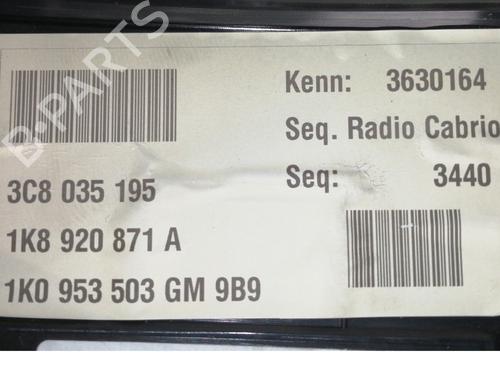 Kenn: 3630164
Seq. Radio Cabrio
3C8 035 195
Seq: 3440
1K8 920 871 A
1K0 953 503 GM 9B9
B-PARTS